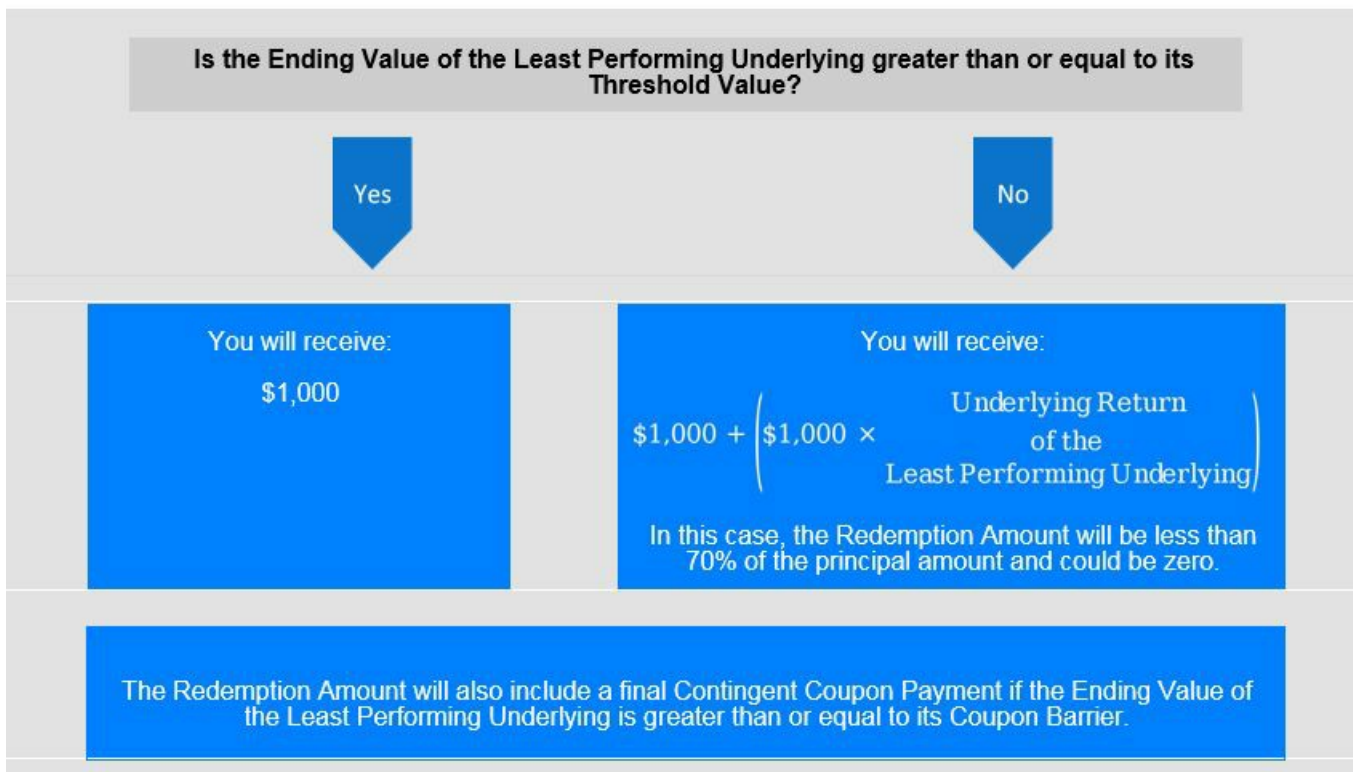 Is the Ending Value of the Least Performing Underlying greater than or equal to its
Threshold Value?
Yes
No
You will receive:
$1,000
You will receive:
$1,000 + ($1,000 × Underlying Return
of the
Least Performing Underlying)
In this case, the Redemption Amount will be less than
70% of the principal amount and could be zero.
The Redemption Amount will also include a final Contingent Coupon Payment if the Ending Value of
the Least Performing Underlying is greater than or equal to its Coupon Barrier.